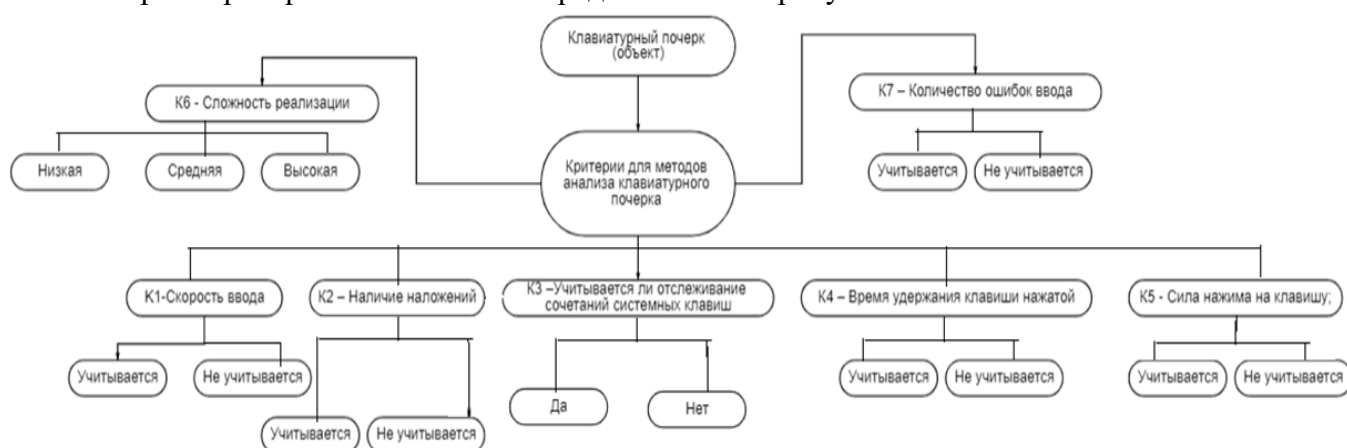 Клавиатурный почерк
(объект)
К6 - Сложность реализации
К7 – Количество ошибок ввода
Низкая
Средняя
Высокая
Критерии для методов
анализа клавиатурного
почерка
Учитывается
Не учитывается
К1-Скорость ввода
К2 – Наличие наложений
К3 –Учитывается ли отслеживание
сочетаний системных клавиш
К4 – Время удержания клавиши нажатой
К5 - Сила нажима на клавишу;
Учитывается
Не учитывается
Учитывается
Не учитывается
Да
Нет
Учитывается
Не учитывается
Учитывается
Не учитывается